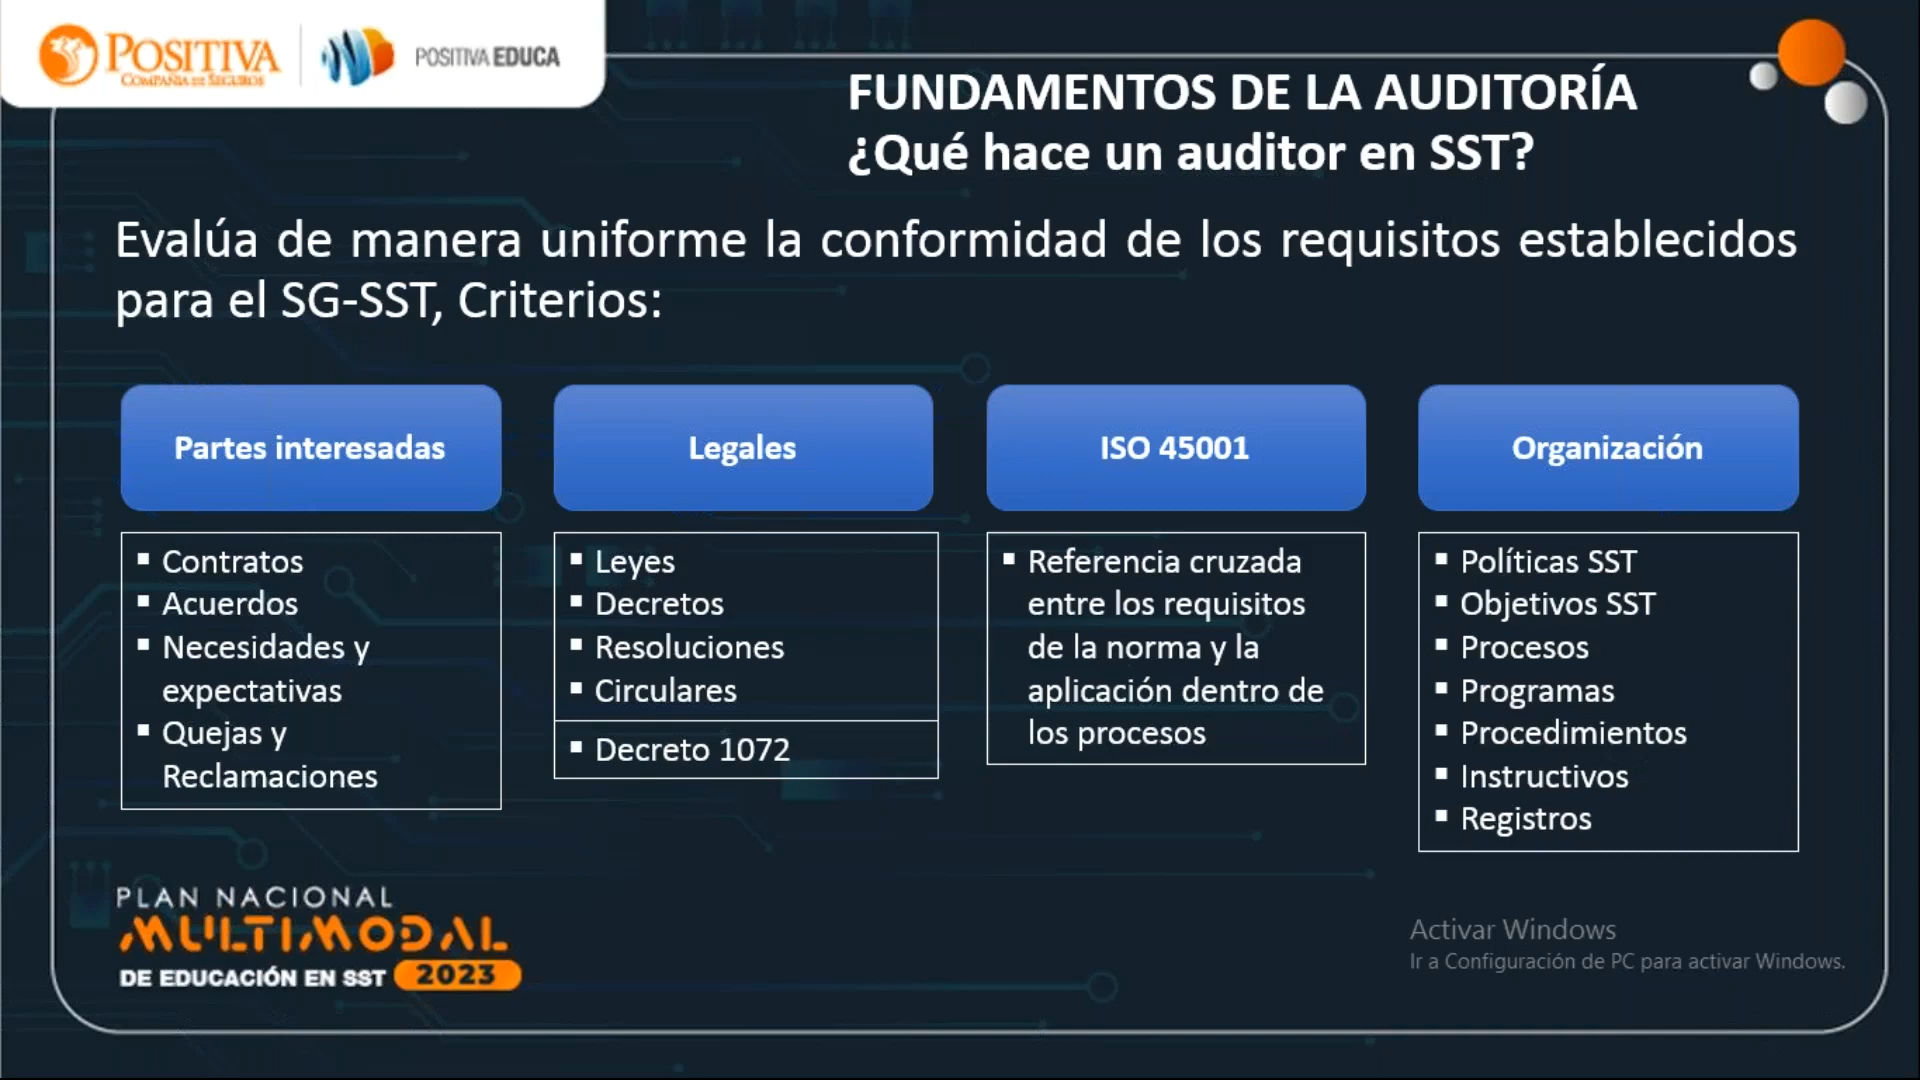 POSITIVA
COMPAÑIA DE SEGUROS
POSITIVA EDUCA
FUNDAMENTOS DE LA AUDITORÍA
¿Qué hace un auditor en SST?
Evalúa de manera uniforme la conformidad de los requisitos establecidos
para el SG-SST, Criterios:
Partes interesadas
▪ Contratos
▪ Acuerdos
▪ Necesidades y
expectativas
▪ Quejas y
Reclamaciones
Legales
▪ Leyes
▪ Decretos
▪ Resoluciones
▪ Circulares
▪ Decreto 1072
ISO 45001
▪ Referencia cruzada
entre los requisitos
de la norma y la
aplicación dentro de
los procesos
Organización
▪ Políticas SST
▪ Objetivos SST
▪ Procesos
▪ Programas
▪ Procedimientos
▪ Instructivos
▪ Registros
PLAN NACIONAL
MULTIMODAL
DE EDUCACIÓN EN SST 2023
Activar Windows
Ir a Configuración de PC para activar Windows.